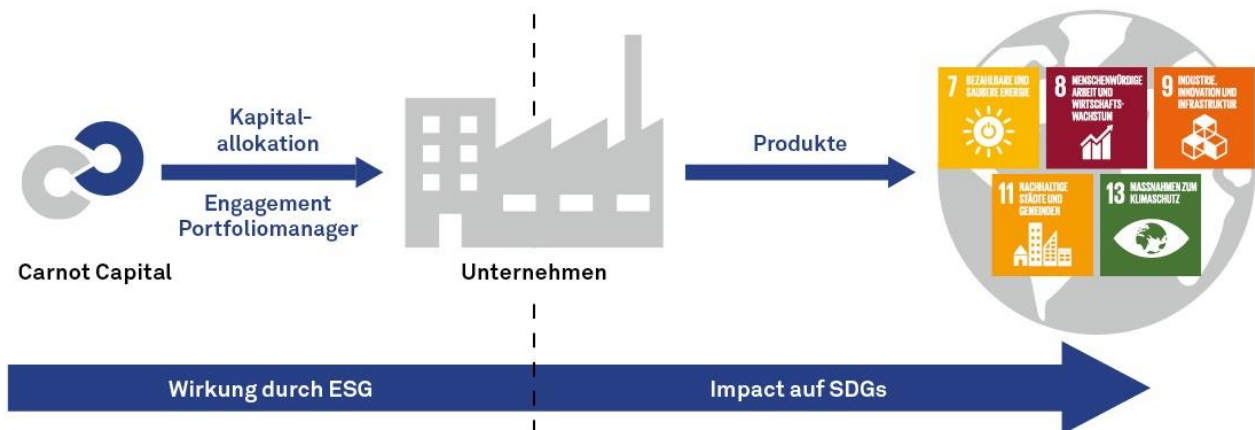 Kapital-
allokation
Engagement
Portfoliomanager
Carnot Capital
Unternehmen
Produkte
7 BEZAHLBARE UND
SAUBERE ENERGIE
8 MENSCHENWÜRDIGE
ARBEIT UND
WIRTSCHAFTS-
WACHSTUM
9 INDUSTRIE,
INNOVATION UND
INFRASTRUKTUR
11 NACHHALTIGE
STÄDTE UND
GEMEINDEN
13 MASSNAHMEN ZUM
KLIMASCHUTZ
Wirkung durch ESG
Impact auf SDGs